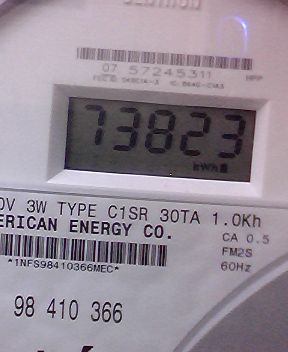 07 57245311
73823
kWh
0V 3W TYPE C1SR 30TA 1.0Kh
ERICAN ENERGY CO.
CA 0.5
FM2S
*1NFS98410366MEC*
60Hz
98 410 366